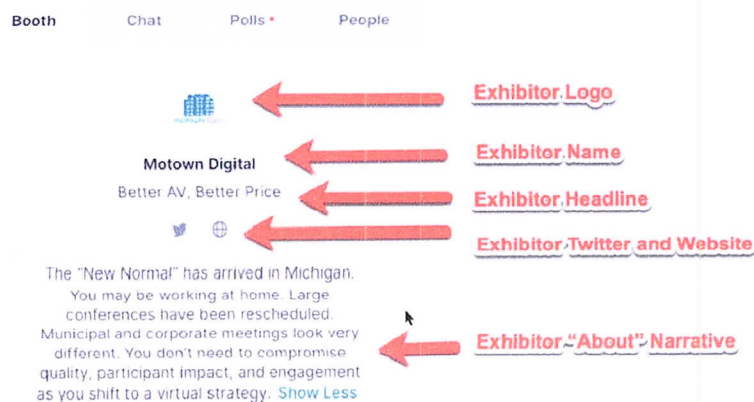 Booth Chat Polls People
Exhibitor Logo
motown
Motown Digital
Exhibitor Name
Better AV, Better Price
Exhibitor Headline
Exhibitor Twitter and Website
The "New Normal" has arrived in Michigan.
You may be working at home. Large
conferences have been rescheduled.
Municipal and corporate meetings look very
different. You don't need to compromise
quality, participant impact, and engagement
as you shift to a virtual strategy. Show Less
Exhibitor "About" Narrative